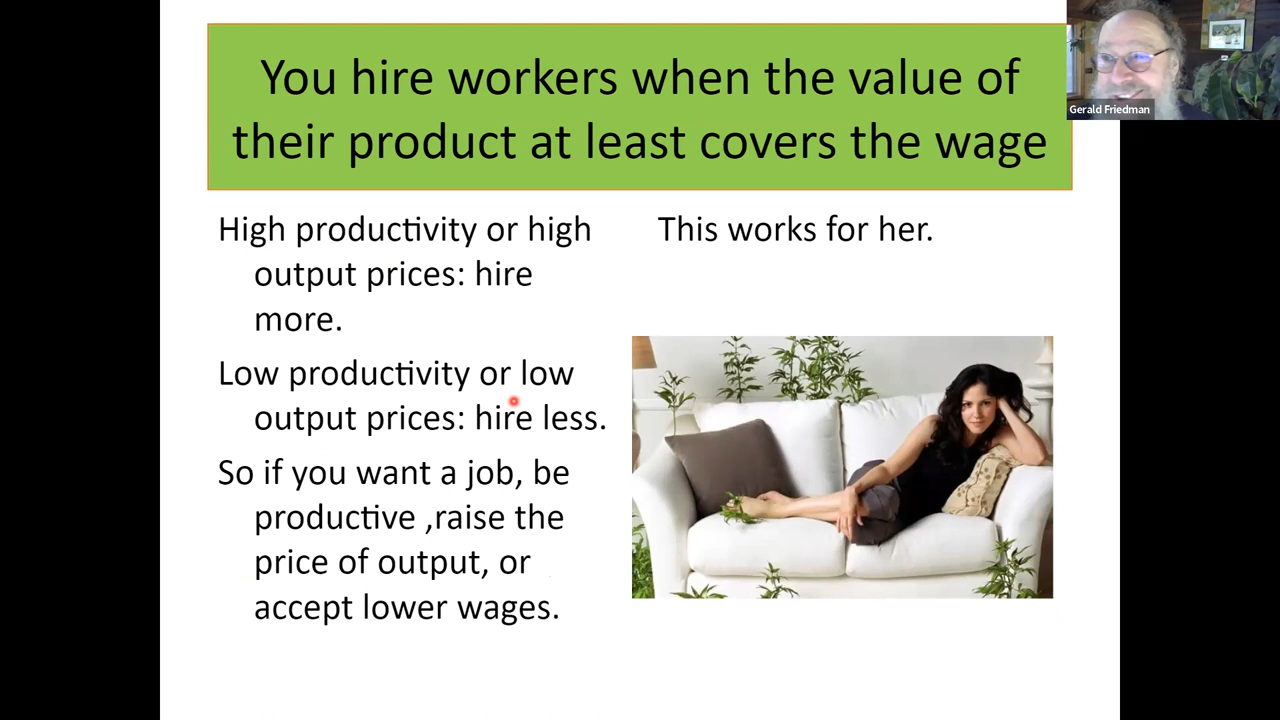 You hire workers when the value of
their product at least covers the wage
Gerald Friedman
High productivity or high
output prices: hire
more.
Low productivity or low
output prices: hire less.
So if you want a job, be
productive ,raise the
price of output, or
accept lower wages.
This works for her.